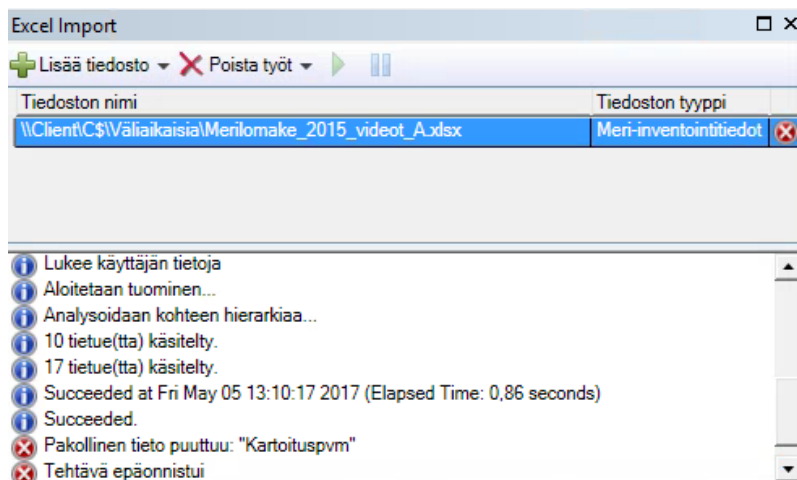 Excel Import
Lisää tiedosto Poista työt
Tiedoston nimi Tiedoston tyyppi
\\Client\C$\Väliaikaisia\Merilomake_2015_videot_A.xlsx Meri-inventointitiedot
Lukee käyttäjän tietoja
Aloitetaan tuominen...
Analysoidaan kohteen hierarkiaa...
10 tietue(tta) käsitelty.
17 tietue(tta) käsitelty.
Succeeded at Fri May 05 13:10:17 2017 (Elapsed Time: 0,86 seconds)
Succeeded.
Pakollinen tieto puuttuu: "Kartoituspvm"
Tehtävä epäonnistui